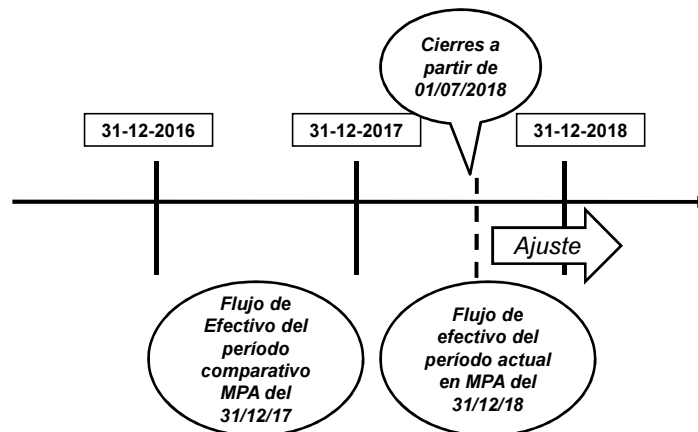 Cierres a
partir de
01/07/2018
31-12-2016
31-12-2017
31-12-2018
Ajuste
Flujo de
Efectivo del
período
comparativo
MPA del
31/12/17
Flujo de
efectivo del
período actual
en MPA del
31/12/18